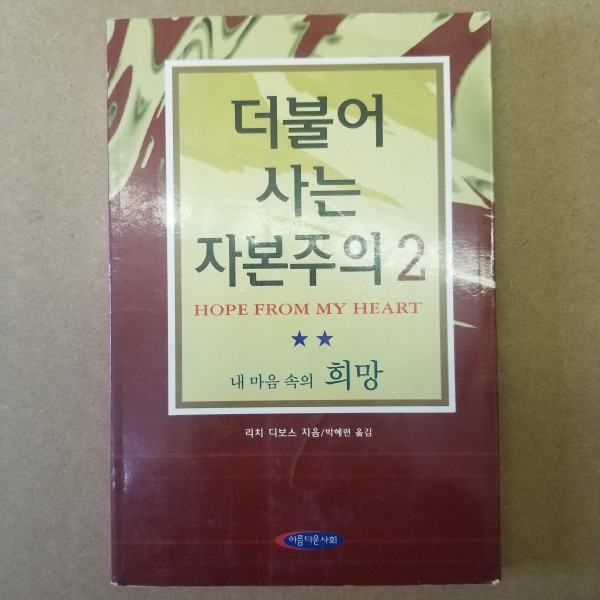 더불어
사는
자본주의 2
HOPE FROM MY HEART
★★
내 마음 속의 희망
리치 디보스 지음/박혜련 옮김
아름다운사회